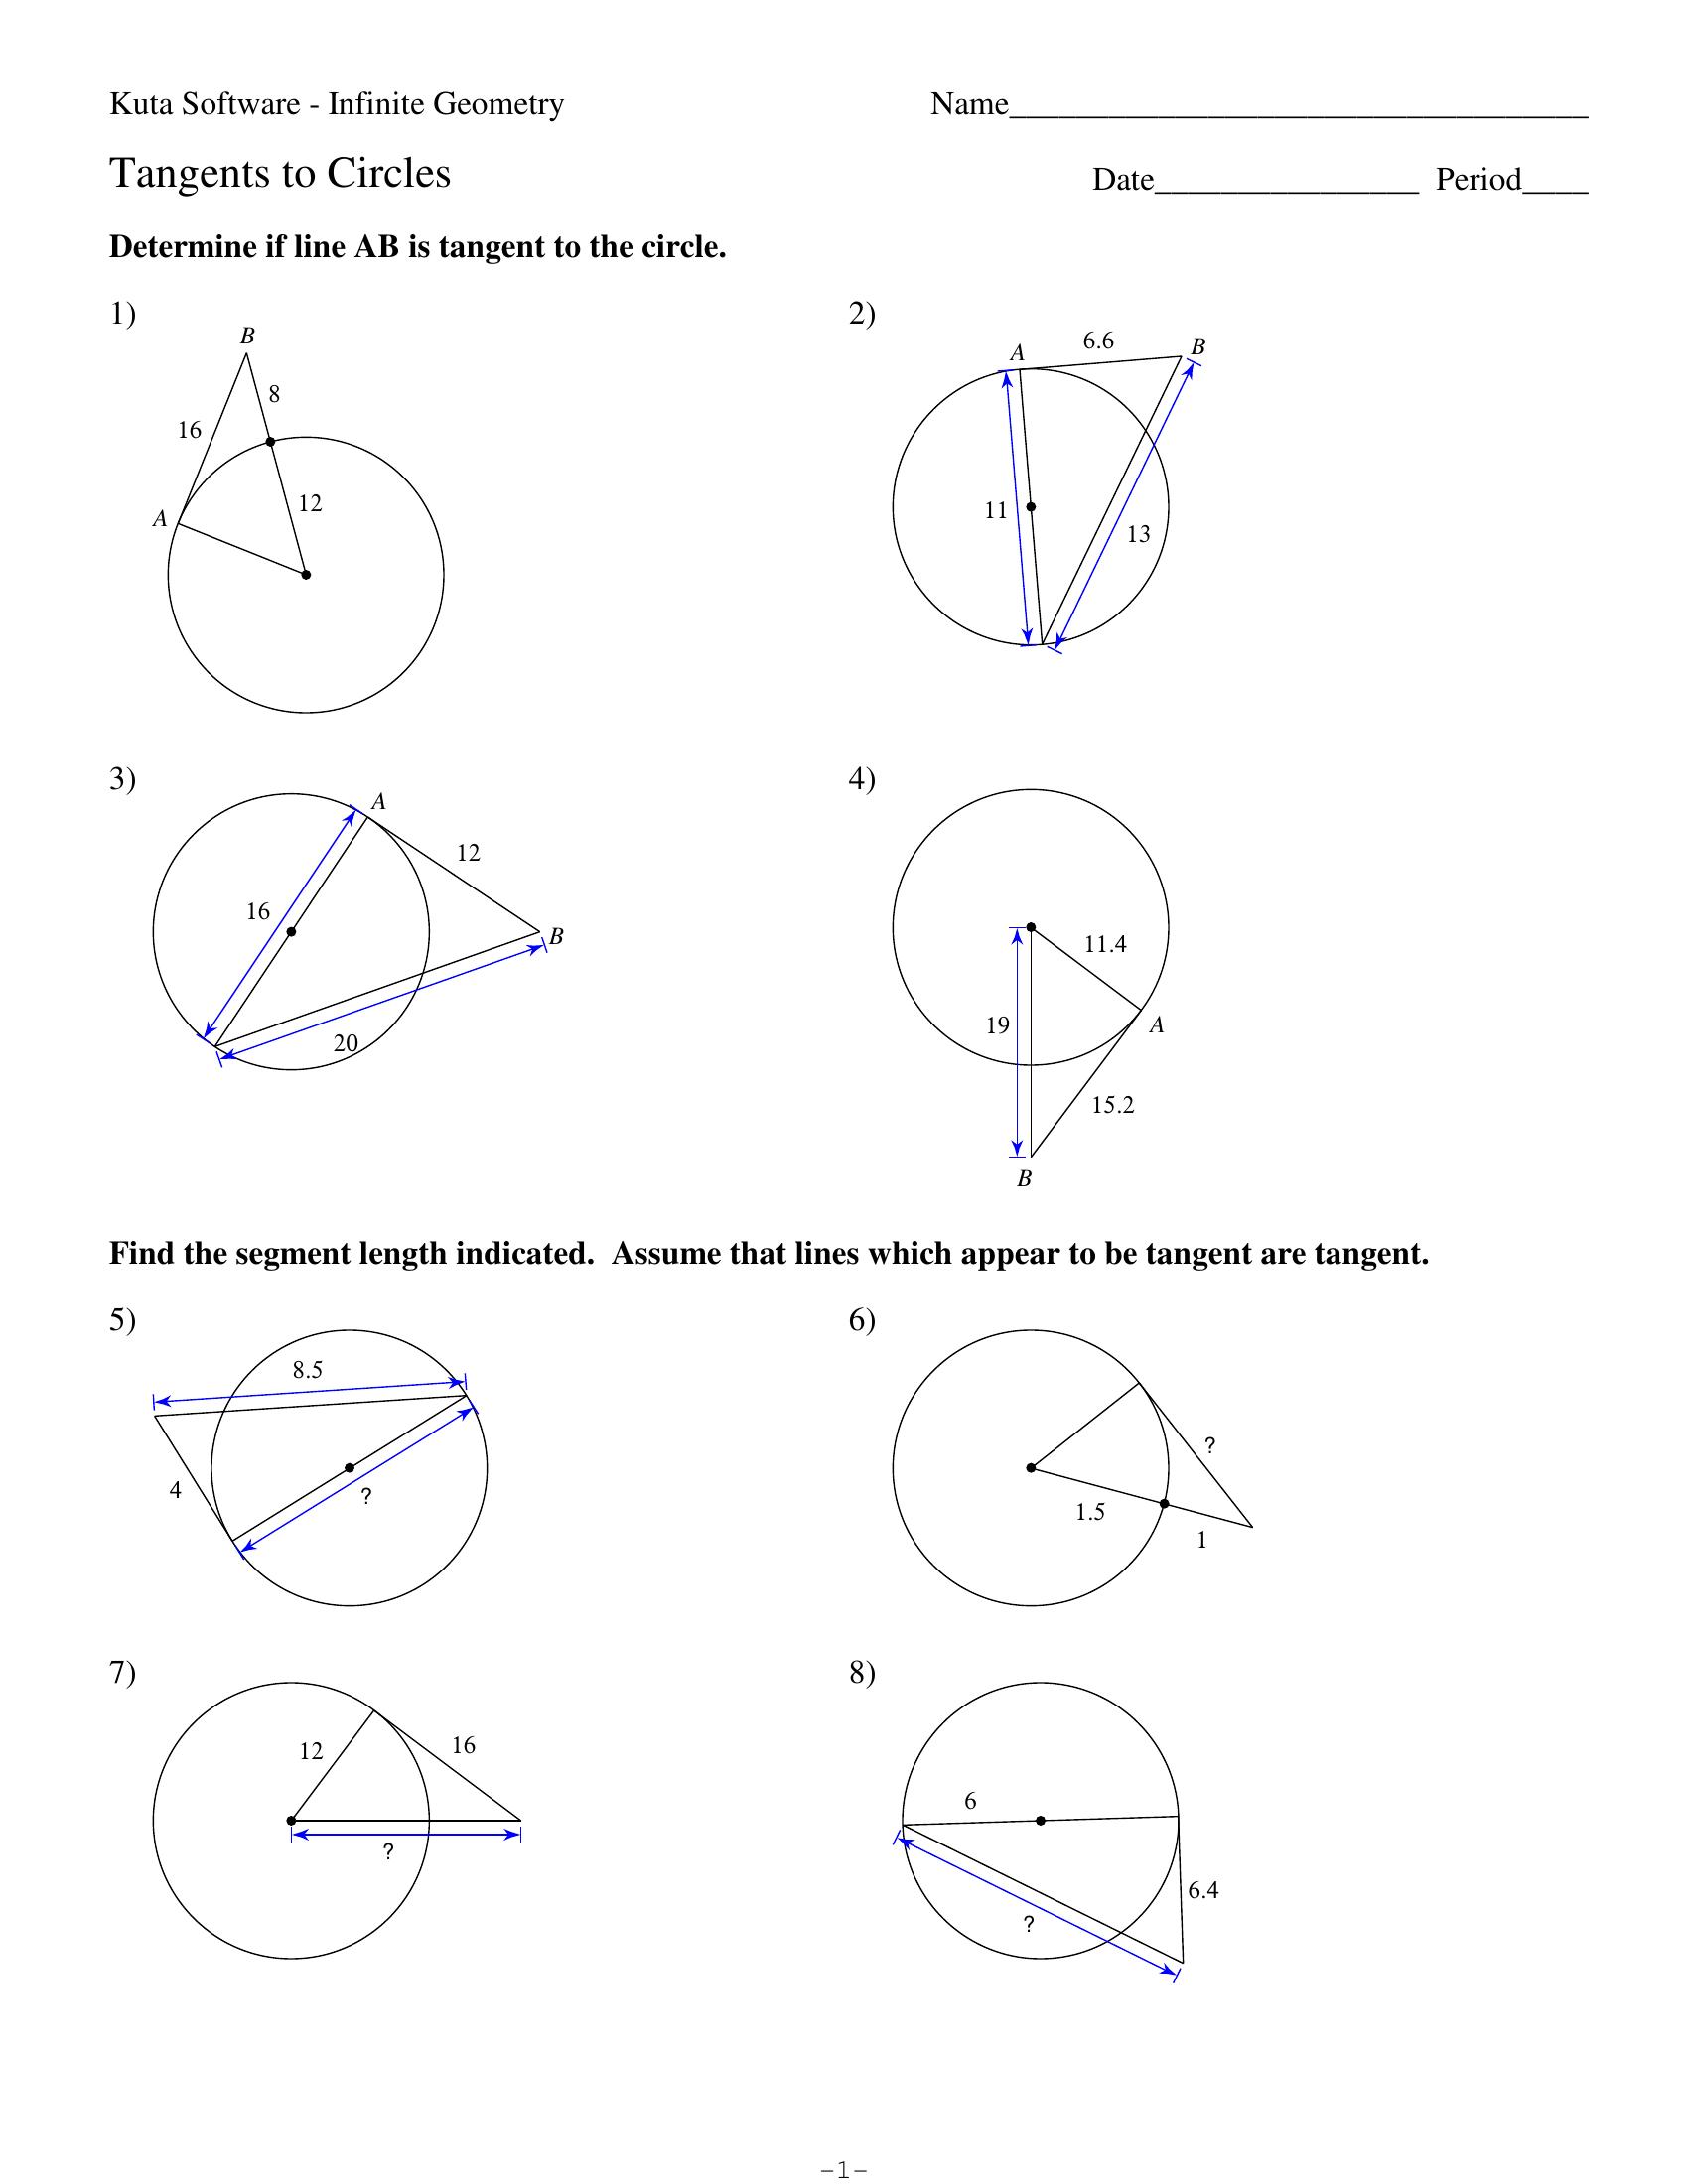 Kuta Software - Infinite Geometry
Name___________________________________
Tangents to Circles
Date________________ Period____
Determine if line AB is tangent to the circle.
1)
B
8
16
12
A
2)
A
6.6
B
11
13
3)
A
12
16
B
20
4)
11.4
19
A
15.2
B
Find the segment length indicated. Assume that lines which appear to be tangent are tangent.
5)
8.5
4
?
6)
?
1.5
1
7)
12
16
?
8)
6
6.4
?
-1-